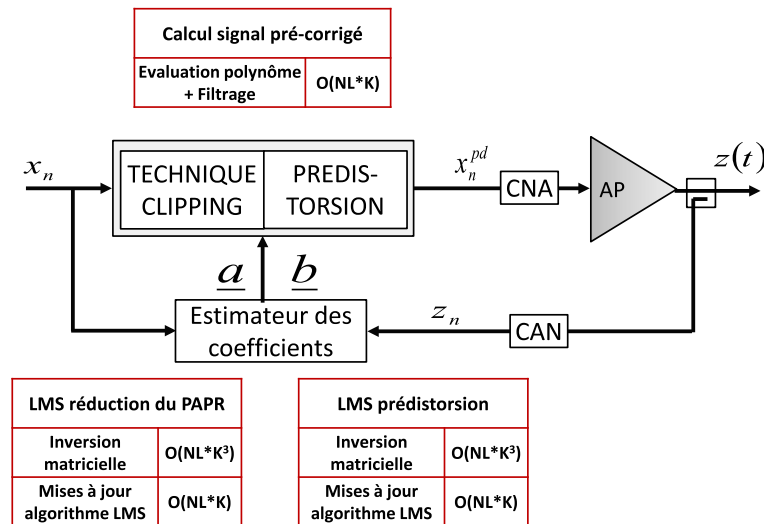 Calcul signal pré-corrigé
Evaluation polynôme
+ Filtrage
O(NL*K)
x_n
TECHNIQUE
CLIPPING
PREDIS-
TORSION
x_n^{pd}
CNA
AP
z(t)
a b
Estimateur des
coefficients
z_n
CAN
LMS réduction du PAPR
Inversion
matricielle
O(NL*K³)
Mises à jour
algorithme LMS
O(NL*K)
LMS prédistorsion
Inversion
matricielle
O(NL*K³)
Mises à jour
algorithme LMS
O(NL*K)